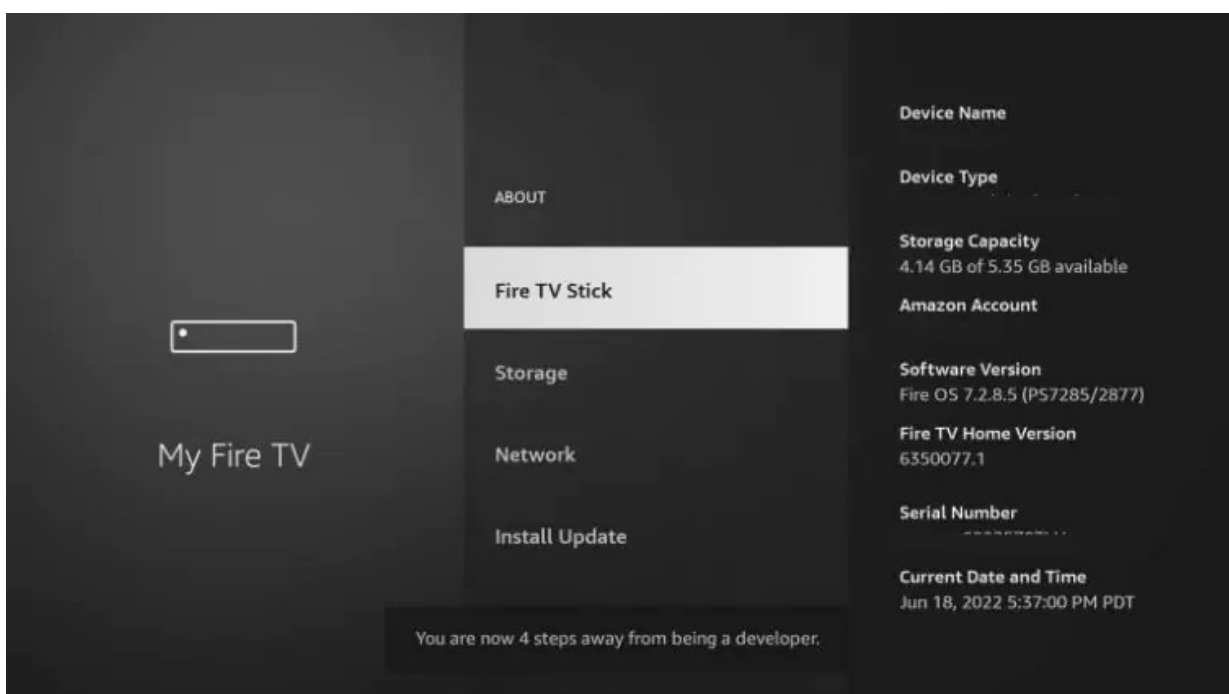 My Fire TV
ABOUT
Fire TV Stick
Storage
Network
Install Update
You are now 4 steps away from being a developer.
Device Name
Device Type
Storage Capacity
4.14 GB of 5.35 GB available
Amazon Account
Software Version
Fire OS 7.2.8.5 (PS7285/2877)
Fire TV Home Version
6350077.1
Serial Number
Current Date and Time
Jun 18, 2022 5:37:00 PM PDT